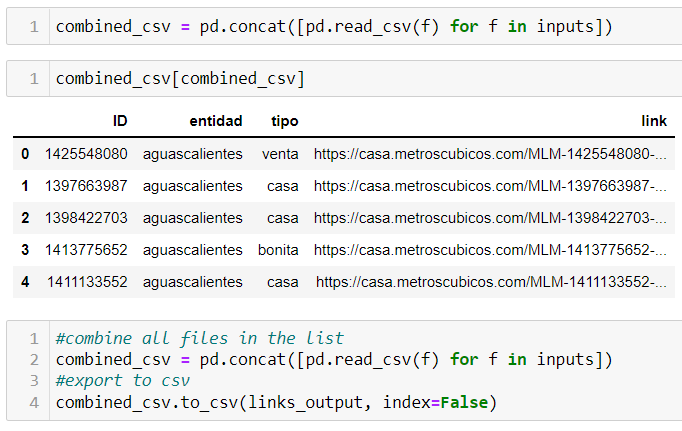 1 combined_csv = pd.concat([pd.read_csv(f) for f in inputs])
1 combined_csv[combined_csv]
ID entidad tipo link
0 1425548080 aguascalientes venta https://casa.metroscubicos.com/MLM-1425548080-...
1 1397663987 aguascalientes casa https://casa.metroscubicos.com/MLM-1397663987-...
2 1398422703 aguascalientes casa https://casa.metroscubicos.com/MLM-1398422703-...
3 1413775652 aguascalientes bonita https://casa.metroscubicos.com/MLM-1413775652-...
4 1411133552 aguascalientes casa https://casa.metroscubicos.com/MLM-1411133552-...
1 #combine all files in the list
2 combined_csv = pd.concat([pd.read_csv(f) for f in inputs])
3 #export to csv
4 combined_csv.to_csv(links_output, index=False)